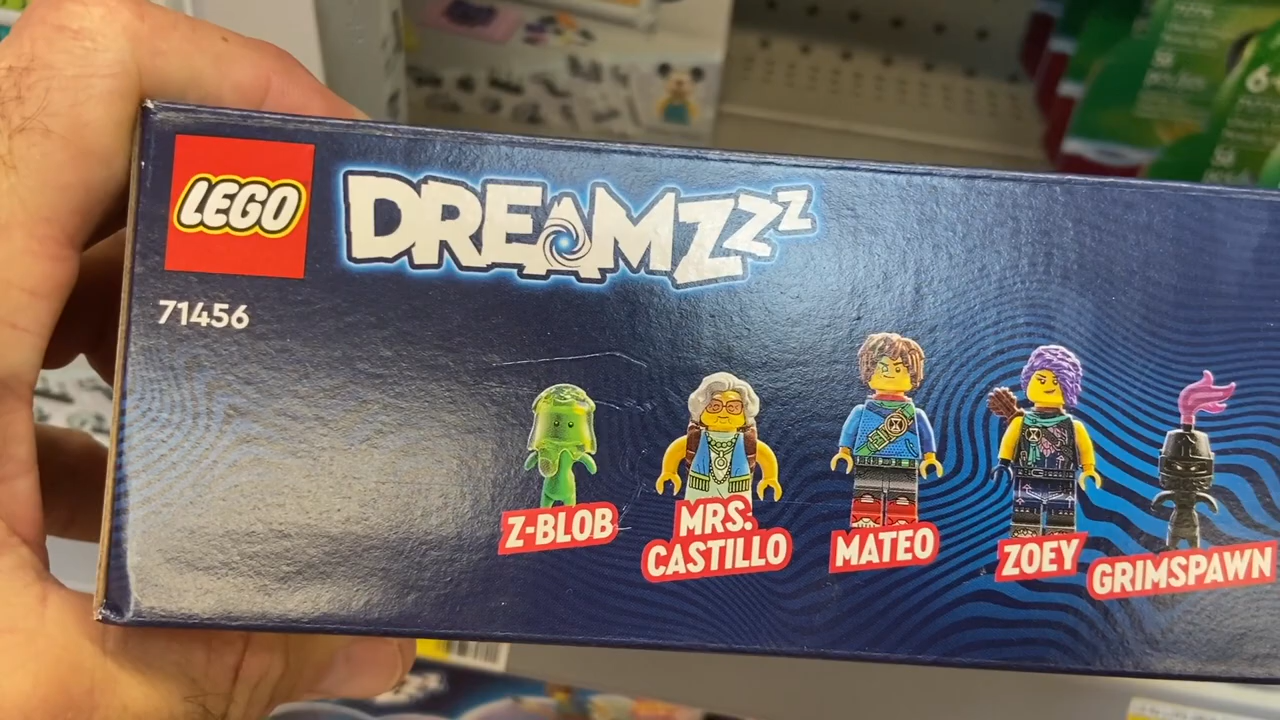 LEGO
DREAMZzz
71456
Z-BLOB
MRS.
CASTILLO
MATEO
ZOEY
GRIMSPAWN